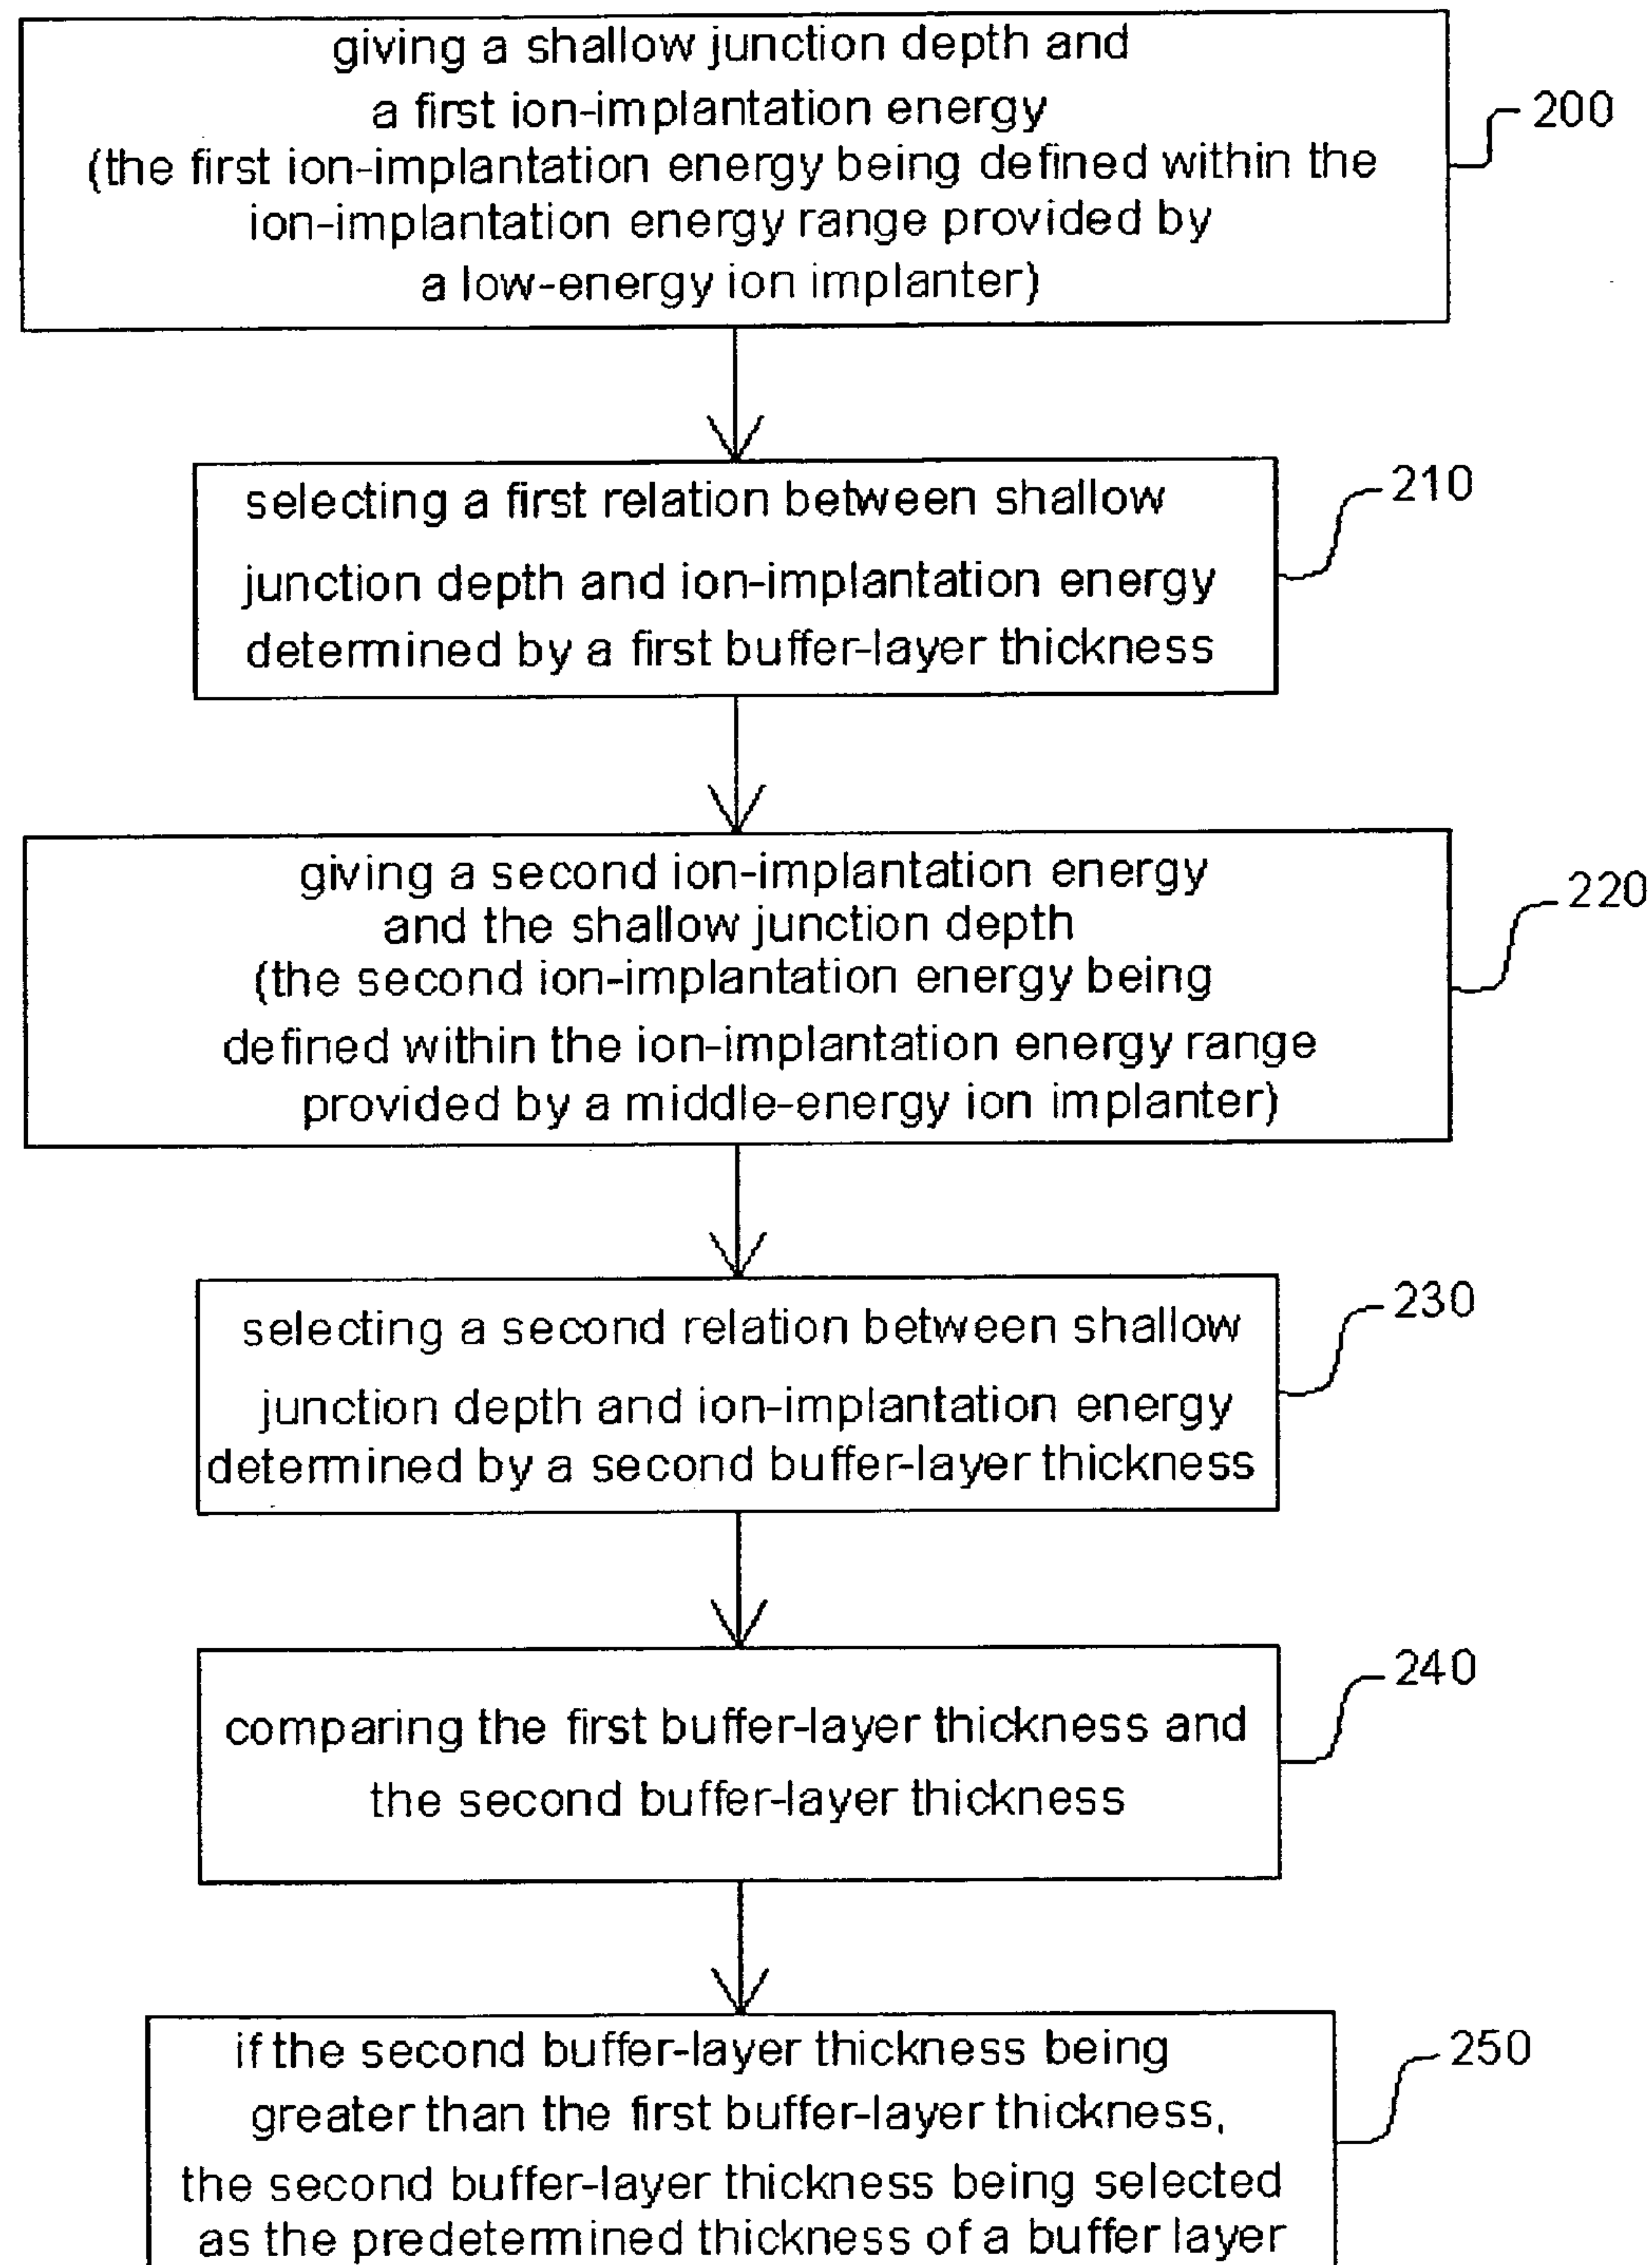 giving a shallow junction depth and
a first ion-implantation energy
(the first ion-implantation energy being defined within the
ion-implantation energy range provided by
a low-energy ion implanter)
200
selecting a first relation between shallow
junction depth and ion-implantation energy
determined by a first buffer-layer thickness
210
giving a second ion-implantation energy
and the shallow junction depth
(the second ion-implantation energy being
defined within the ion-implantation energy range
provided by a middle-energy ion implanter)
220
selecting a second relation between shallow
junction depth and ion-implantation energy
determined by a second buffer-layer thickness
230
comparing the first buffer-layer thickness and
the second buffer-layer thickness
240
if the second buffer-layer thickness being
greater than the first buffer-layer thickness,
the second buffer-layer thickness being selected
as the predetermined thickness of a buffer layer
250